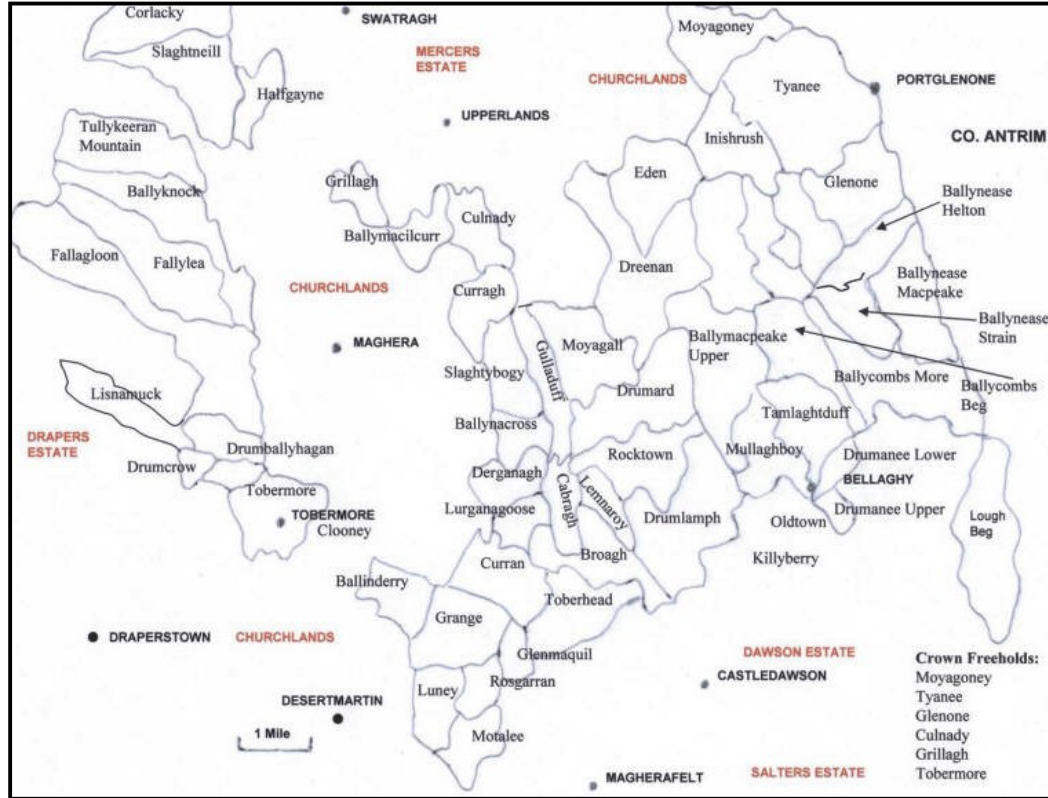 Corlacky
SWATRAGH
Moyagoney
Slaghtneill
MERCERS
ESTATE
CHURCHLANDS
Tyanee
PORTGLENONE
Halfgayne
UPPERLANDS
Tullykeeran
Mountain
Inishrush
CO. ANTRIM
Eden
Glenone
Ballyknock
Grillagh
Culnady
Ballynease
Helton
Ballymacilcurr
Fallagloon
Fallylea
Dreenan
CHURCHLANDS
Curragh
Ballynease
Macpeake
Ballynease
Strain
MAGHERA
Moyagall
Gulladuff
Ballymacpeake
Upper
Slaghtybogy
Ballycombs More
Ballycombs
Beg
Lisnamuck
Drumard
Tamlaghtduff
Ballynacross
DRAPERS
ESTATE
Drumballyhagan
Rocktown
Mullaghboy
Drumanee Lower
Drumcrow
Derganagh
Tobermore
Cabragh
Lemnaroy
BELLAGHY
Lurganagoose
Drumlamph
Drumanee Upper
TOBERMORE
Clooney
Oldtown
Lough
Beg
Broagh
Killyberry
Curran
Ballinderry
Toberhead
Grange
DRAPERSTOWN
CHURCHLANDS
Glenmaquil
DAWSON ESTATE
CASTLEDAWSON
Rosgarran
Luney
DESERTMARTIN
1 Mile
Motalee
MAGHERAFELT
SALTERS ESTATE
Crown Freeholds:
Moyagoney
Tyanee
Glenone
Culnady
Grillagh
Tobermore